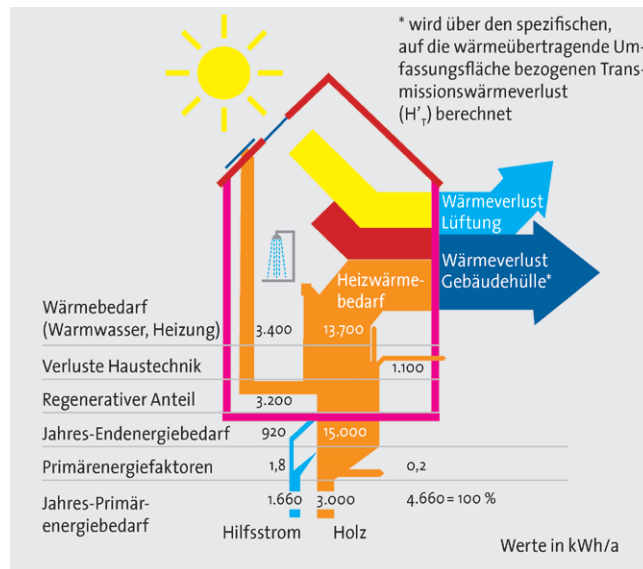 * wird über den spezifischen,
auf die wärmeübertragende Um-
fassungsfläche bezogenen Trans-
missionswärmeverlust
(H'T) berechnet
Wärmeverlust
Lüftung
Wärmeverlust
Gebäudehülle*
Heizwärme-
bedarf
Wärmebedarf
(Warmwasser, Heizung) 3.400 13.700
Verluste Haustechnik 1.100
Regenerativer Anteil 3.200
Jahres-Endenergiebedarf 920 15.000
Primärenergiefaktoren 1,8 0,2
Jahres-Primär-
energiebedarf
1.660 3.000 4.660 = 100 %
Hilfsstrom Holz
Werte in kWh/a